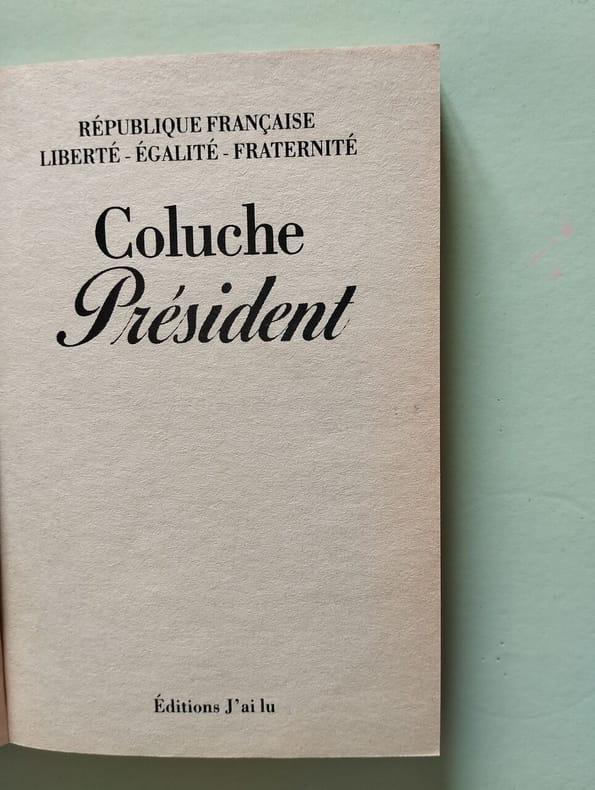 RÉPUBLIQUE FRANÇAISE
LIBERTÉ - ÉGALITÉ - FRATERNITÉ
Coluche
Président
Éditions J'ai lu